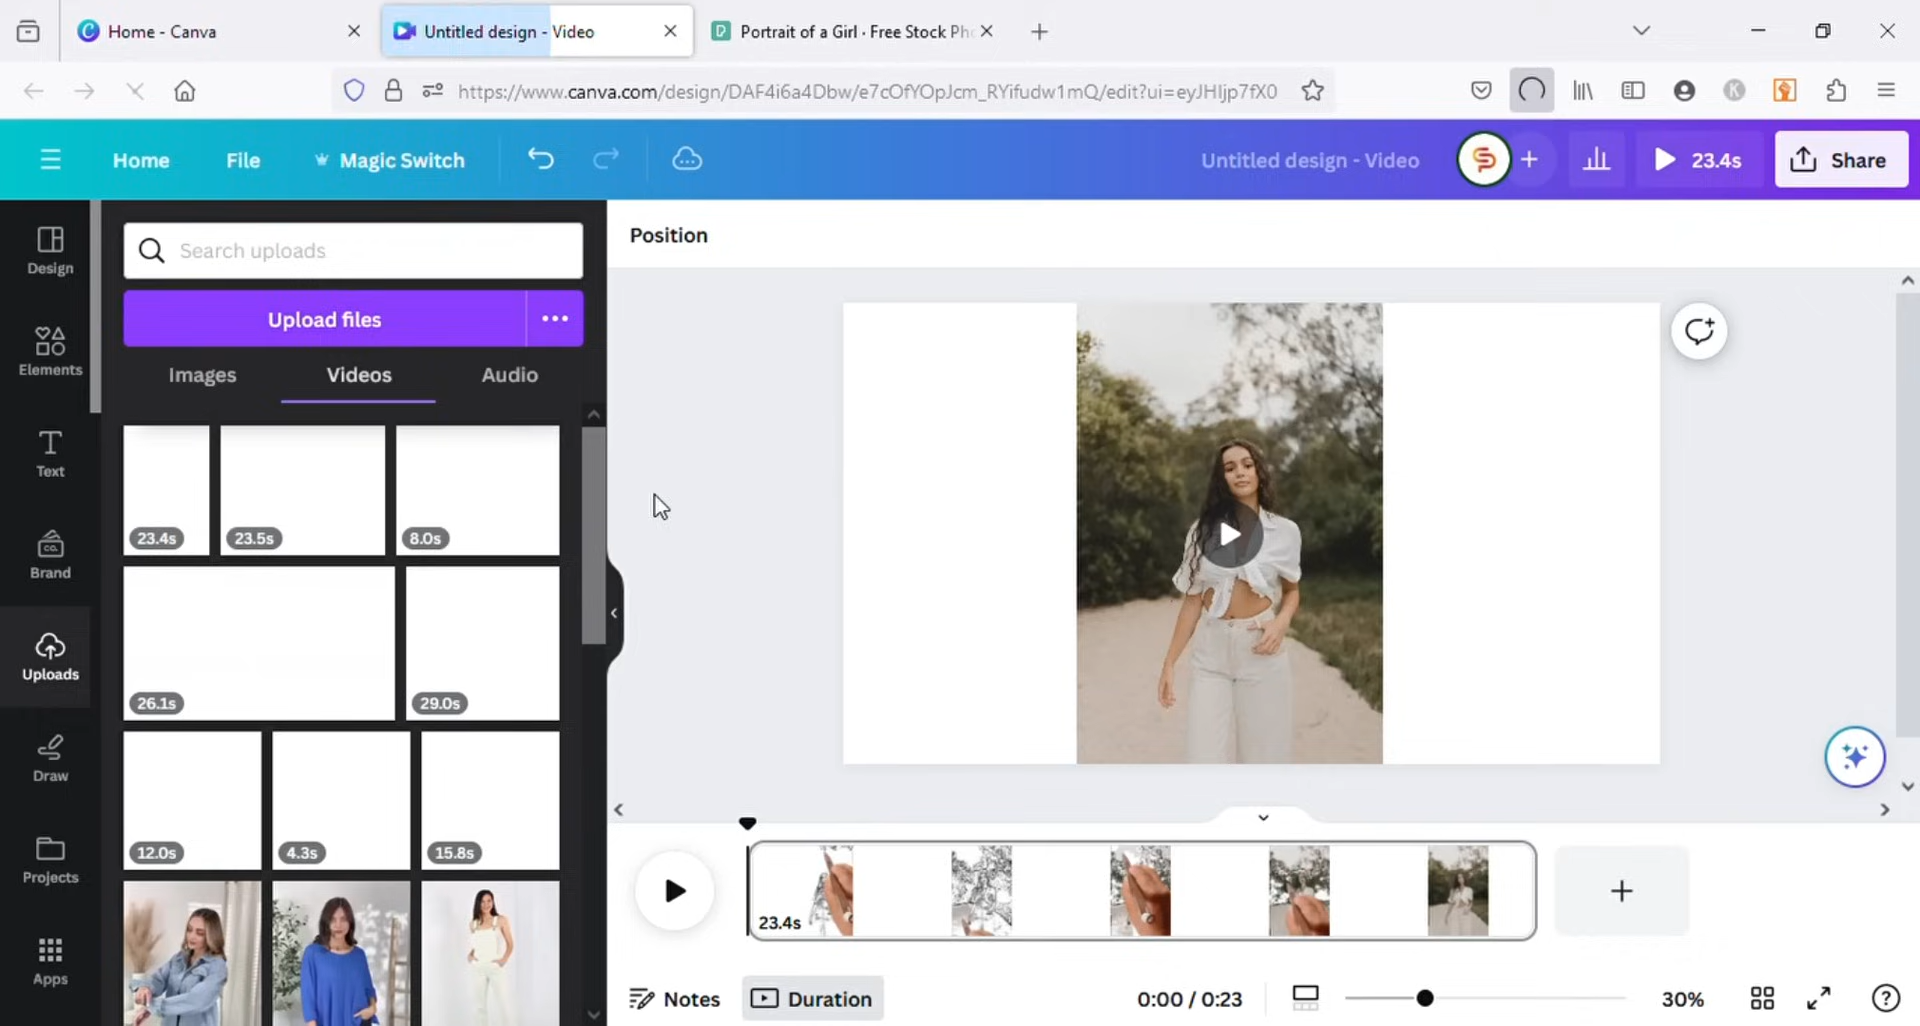 Home - Canva
Untitled design - Video
Portrait of a Girl · Free Stock Pho
https://www.canva.com/design/DAF4i6a4Dbw/e7cOfYOpJcm_RYifudw1mQ/edit?ui=eyJHIjp7fX0
K
Home
File
Magic Switch
Untitled design - Video
23.4s
Share
Design
Elements
Text
Brand
Uploads
Draw
Projects
Apps
Search uploads
Upload files
Images
Videos
Audio
23.4s
23.5s
8.0s
26.1s
29.0s
12.0s
4.3s
15.8s
Position
23.4s
Notes
Duration
0:00 / 0:23
30%